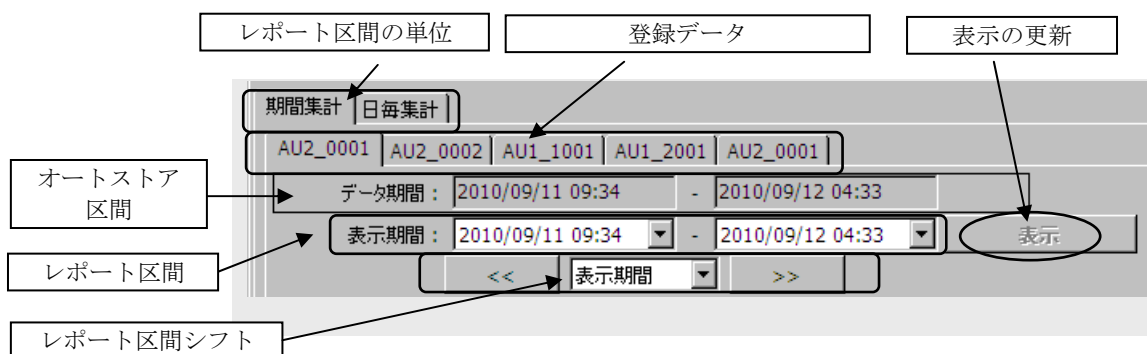 レポート区間の単位
登録データ
表示の更新
期間集計 日毎集計
AU2_0001 AU2_0002 AU1_1001 AU1_2001 AU2_0001
オートストア
区間
データ期間： 2010/09/11 09:34 - 2010/09/12 04:33
表示期間： 2010/09/11 09:34 - 2010/09/12 04:33 表示
レポート区間
<< 表示期間 >>
レポート区間シフト